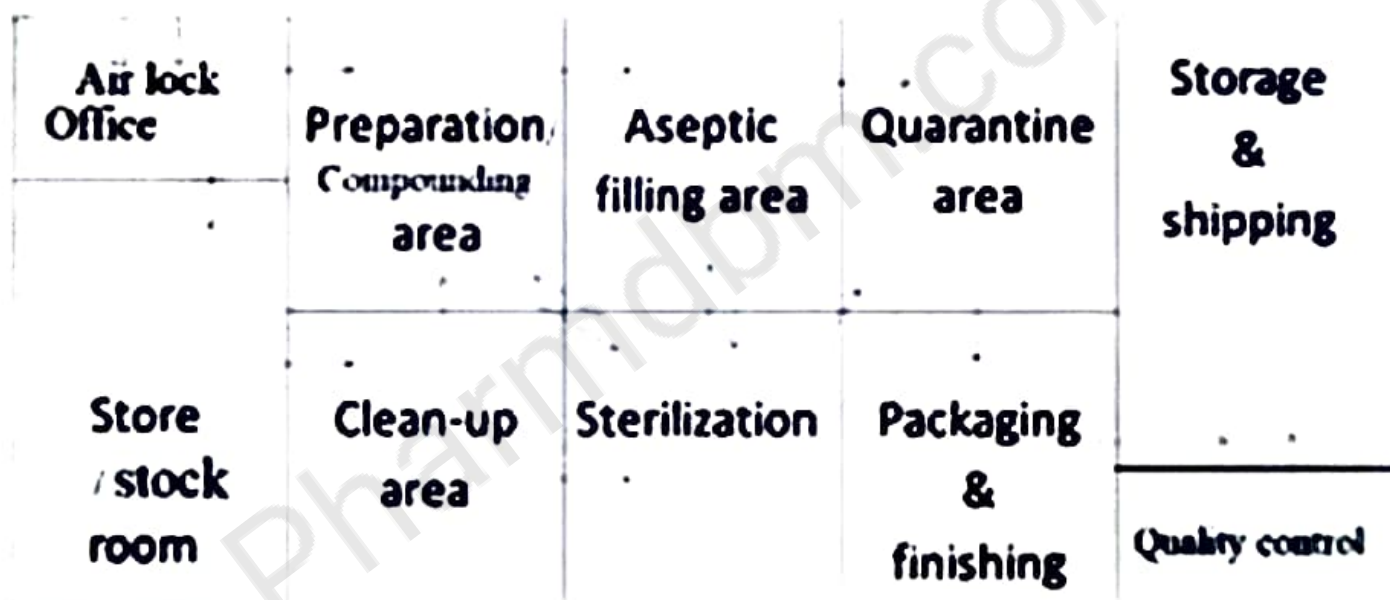 Air lock
Office
Preparation/
Compounding
area
Aseptic
filling area
Quarantine
area
Storage
&
shipping
Store
/ stock
room
Clean-up
area
Sterilization
Packaging
&
finishing
Quality control
Pharmdbm.com